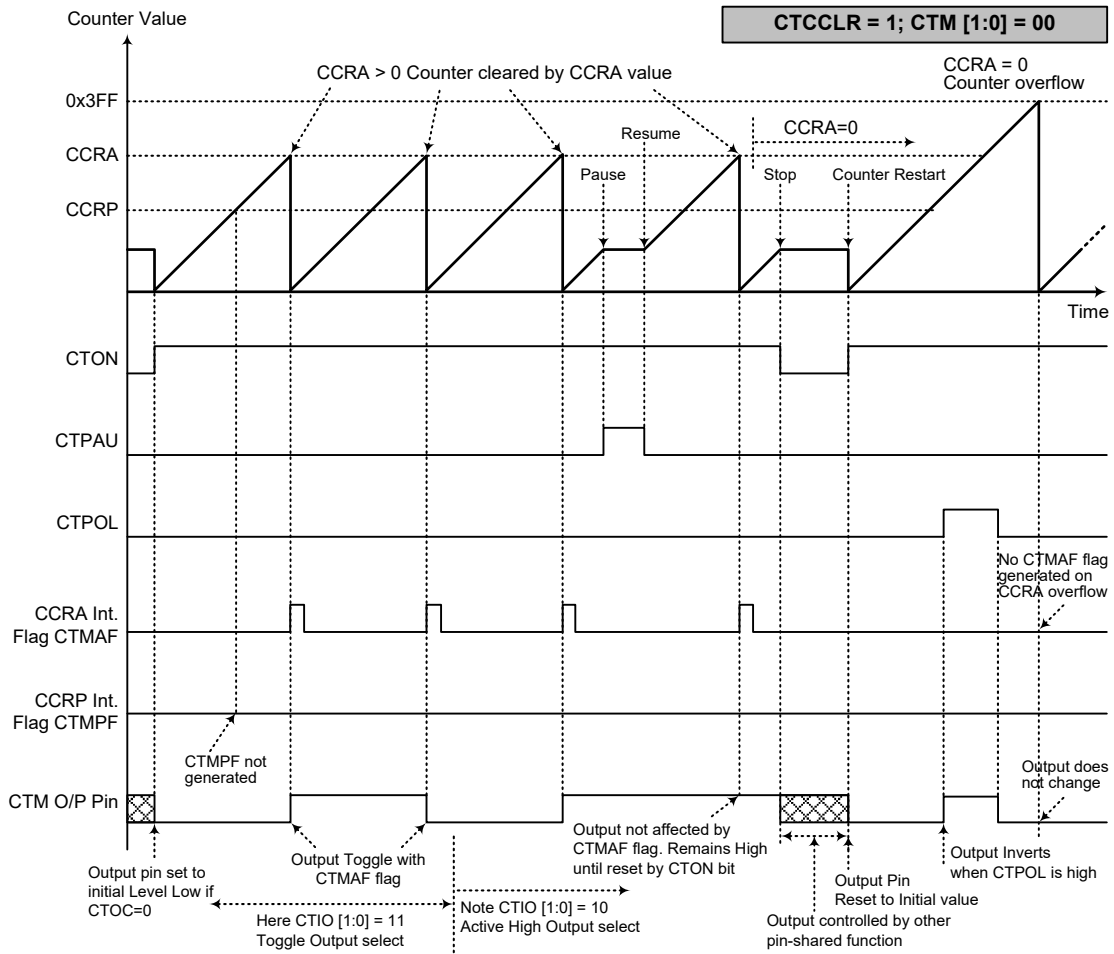 Counter Value
CTCCLR = 1; CTM [1:0] = 00
CCRA > 0 Counter cleared by CCRA value
CCRA = 0
Counter overflow
0x3FF
Resume
CCRA=0
CCRA
Pause
Stop
Counter Restart
CCRP
Time
CTON
CTPAU
CTPOL
No CTMAF flag
generated on
CCRA overflow
CCRA Int.
Flag CTMAF
CCRP Int.
Flag CTMPF
CTMPF not
generated
Output does
not change
CTM O/P Pin
Output pin set to
initial Level Low if
CTOC=0
Output Toggle with
CTMAF flag
Here CTIO [1:0] = 11
Toggle Output select
Note CTIO [1:0] = 10
Active High Output select
Output not affected by
CTMAF flag. Remains High
until reset by CTON bit
Output Pin
Reset to Initial value
Output controlled by other
pin-shared function
Output Inverts
when CTPOL is high